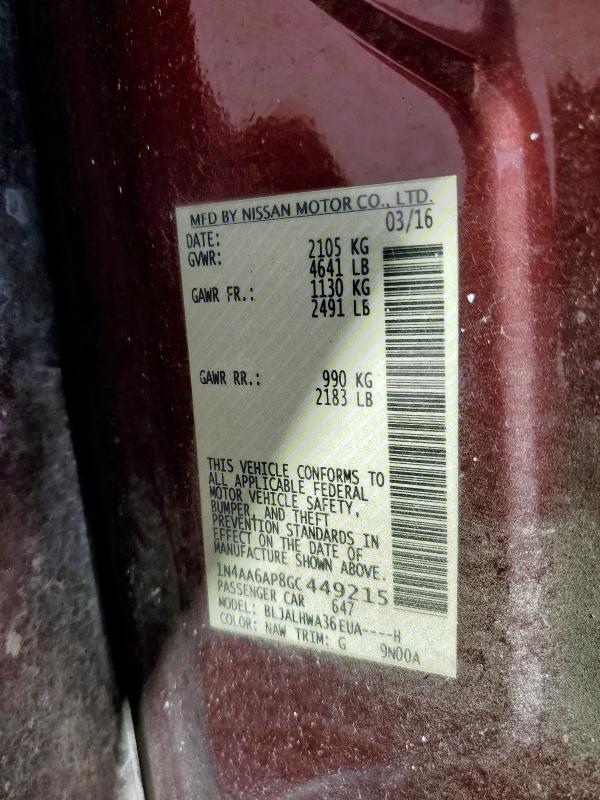 MFD BY NISSAN MOTOR CO., LTD.
DATE: 03/16
GVWR: 2105 KG
4641 LB
GAWR FR.: 1130 KG
2491 LB
GAWR RR.: 990 KG
2183 LB
THIS VEHICLE CONFORMS TO
ALL APPLICABLE FEDERAL
MOTOR VEHICLE SAFETY,
BUMPER, AND THEFT
PREVENTION STANDARDS IN
EFFECT ON THE DATE OF
MANUFACTURE SHOWN ABOVE.
1N4AA6AP8GC449215
PASSENGER CAR 647
MODEL: BLJALHWA36EUA----H
COLOR: NAW TRIM: G 9N00A